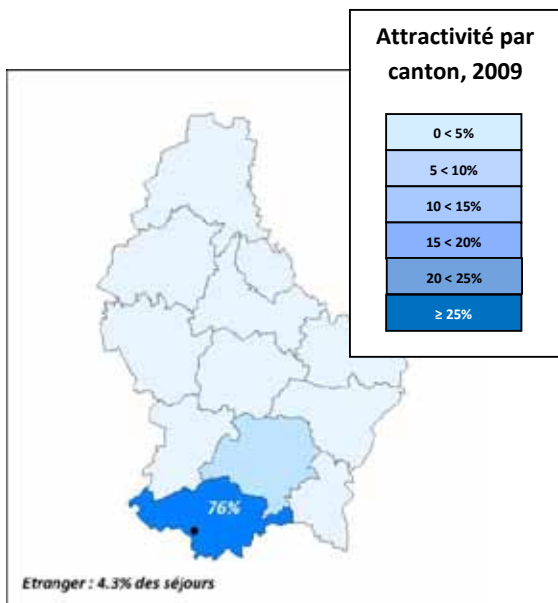 Attractivité par
canton, 2009
0 < 5%
5 < 10%
10 < 15%
15 < 20%
20 < 25%
≥ 25%
76%
Etranger : 4.3% des séjours